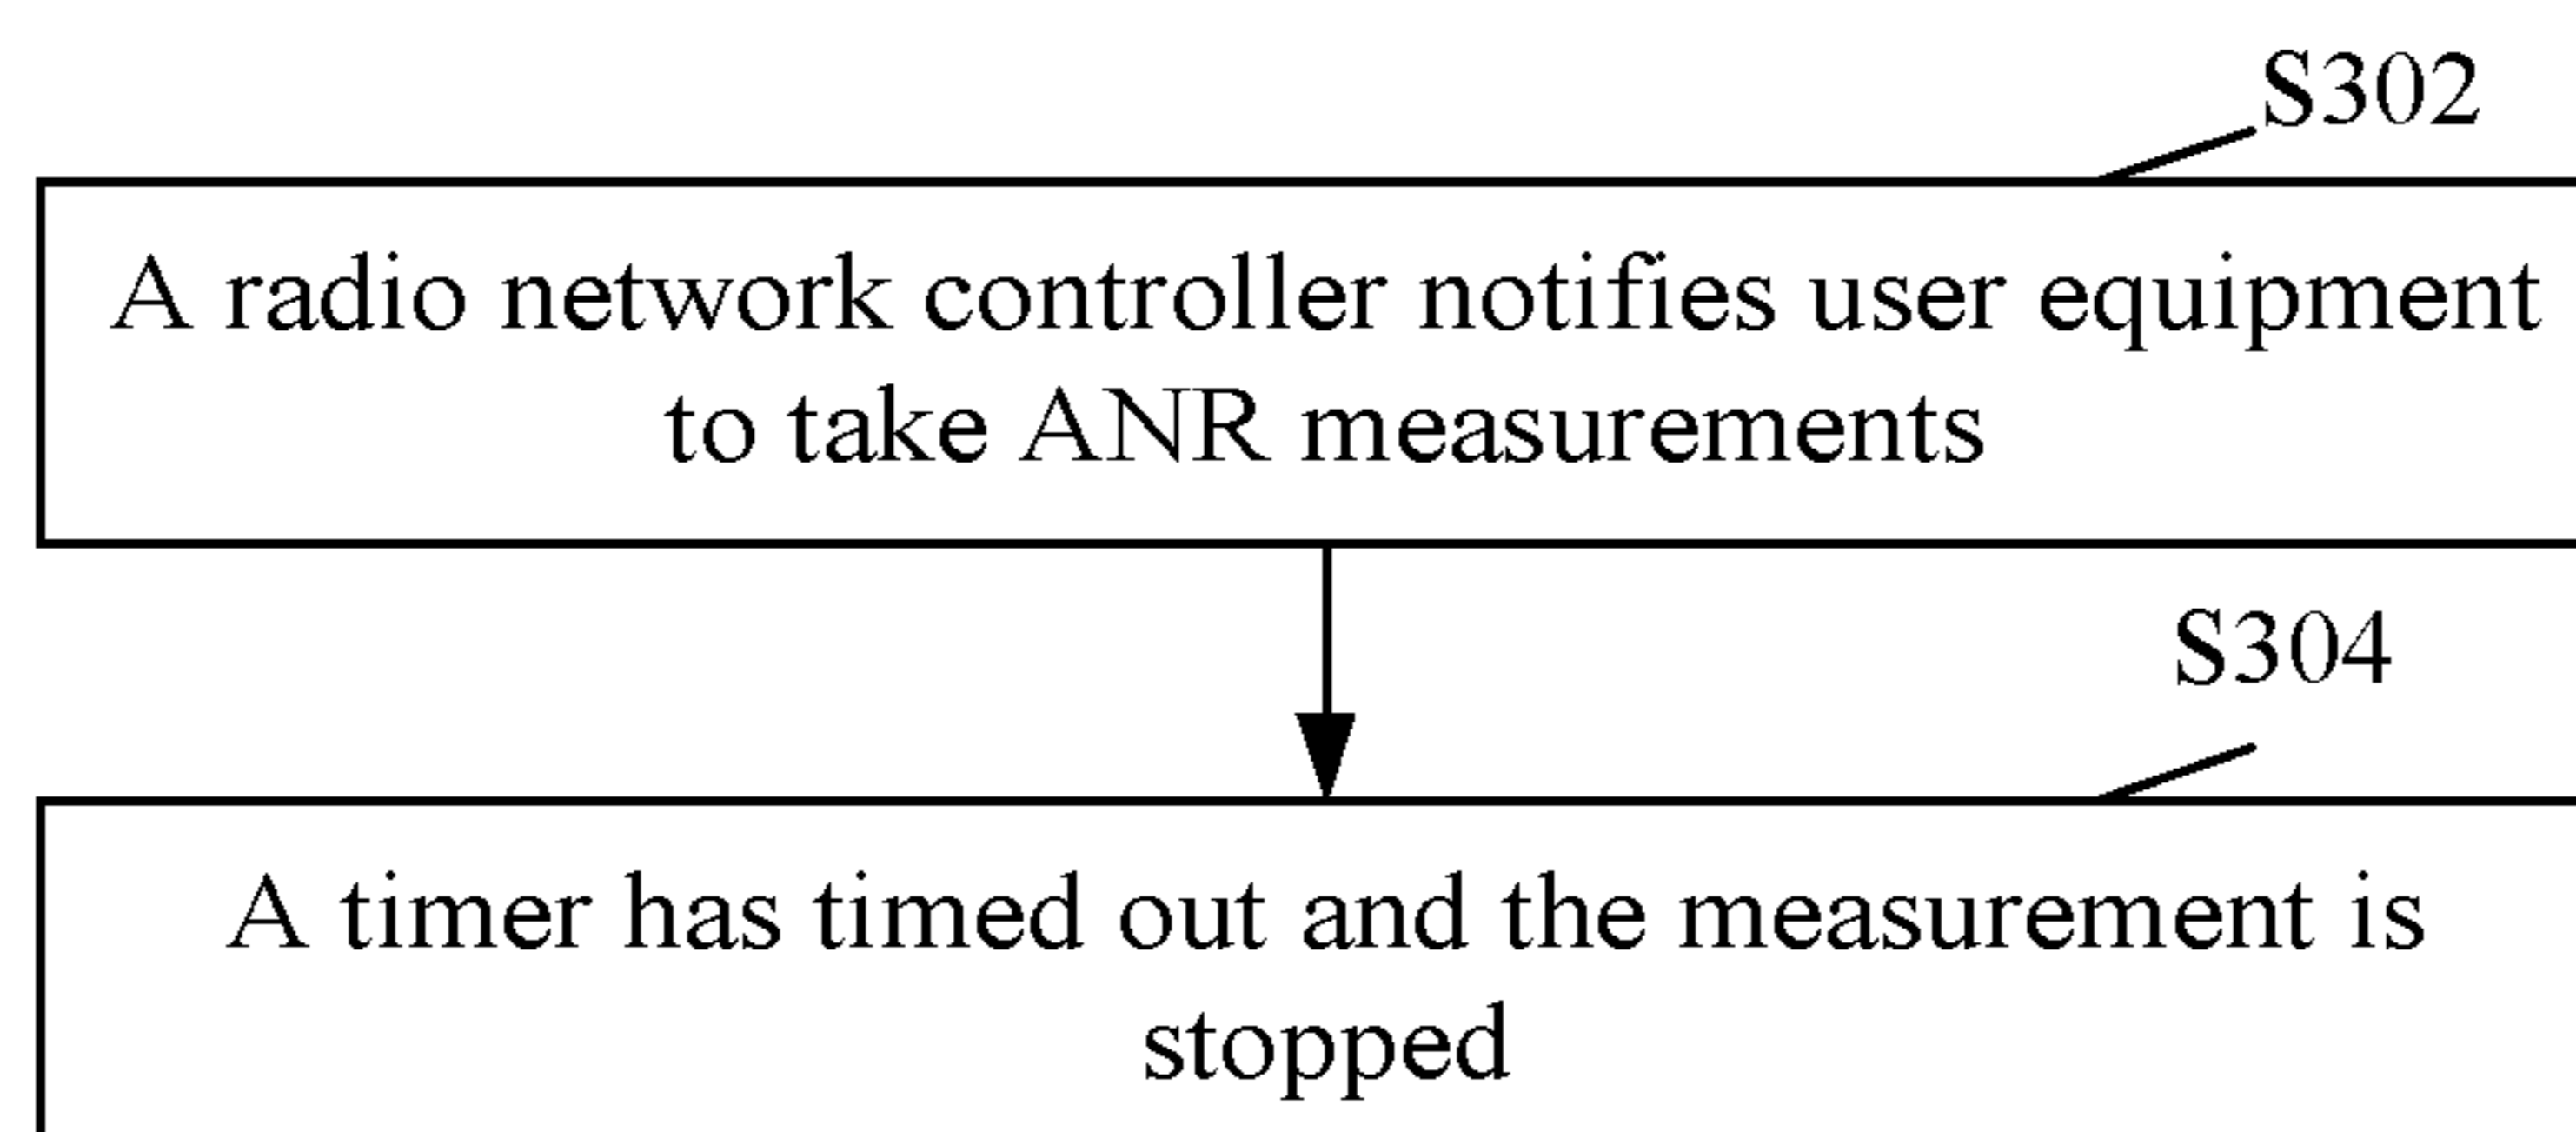 S302
A radio network controller notifies user equipment
to take ANR measurements
S304
A timer has timed out and the measurement is
stopped